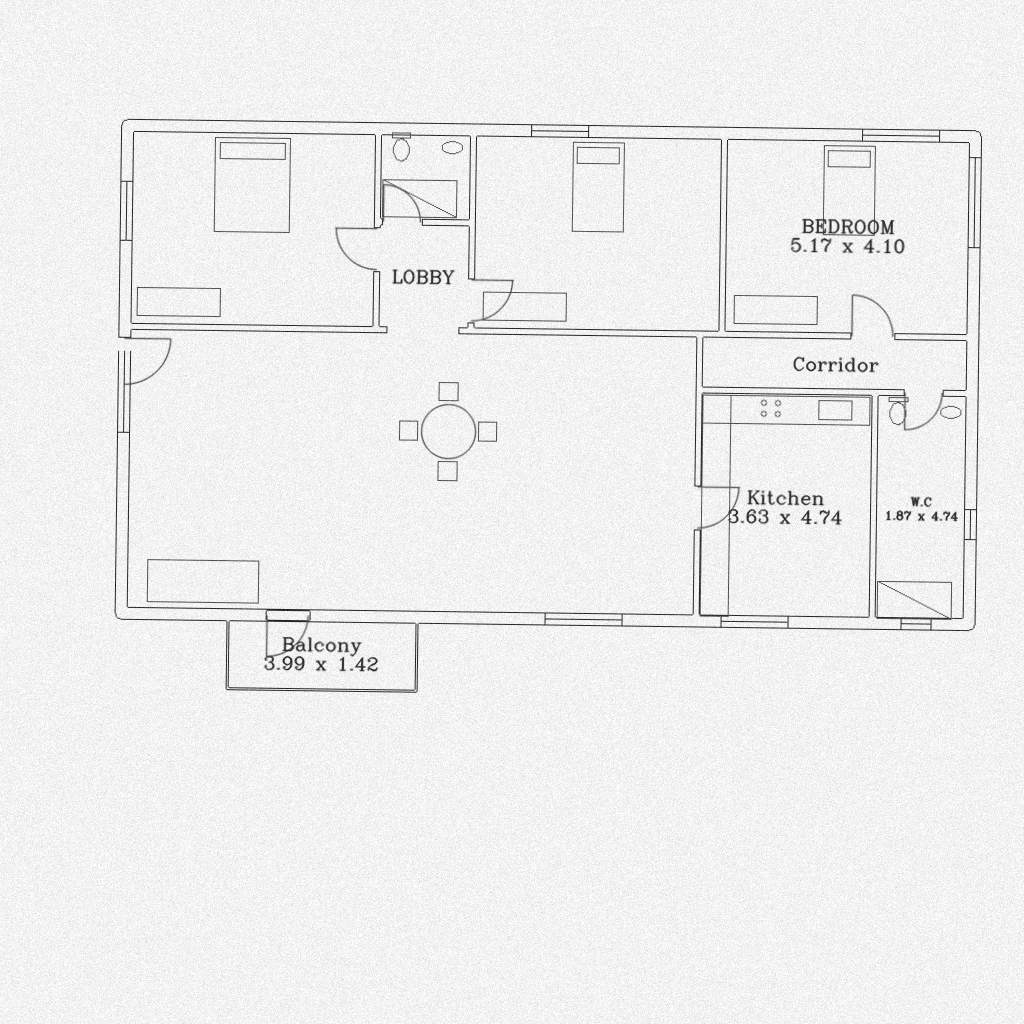 BEDROOM
5.17 x 4.10
LOBBY
Corridor
Kitchen
3.63 x 4.74
W.C
1.87 x 4.74
Balcony
3.99 x 1.42